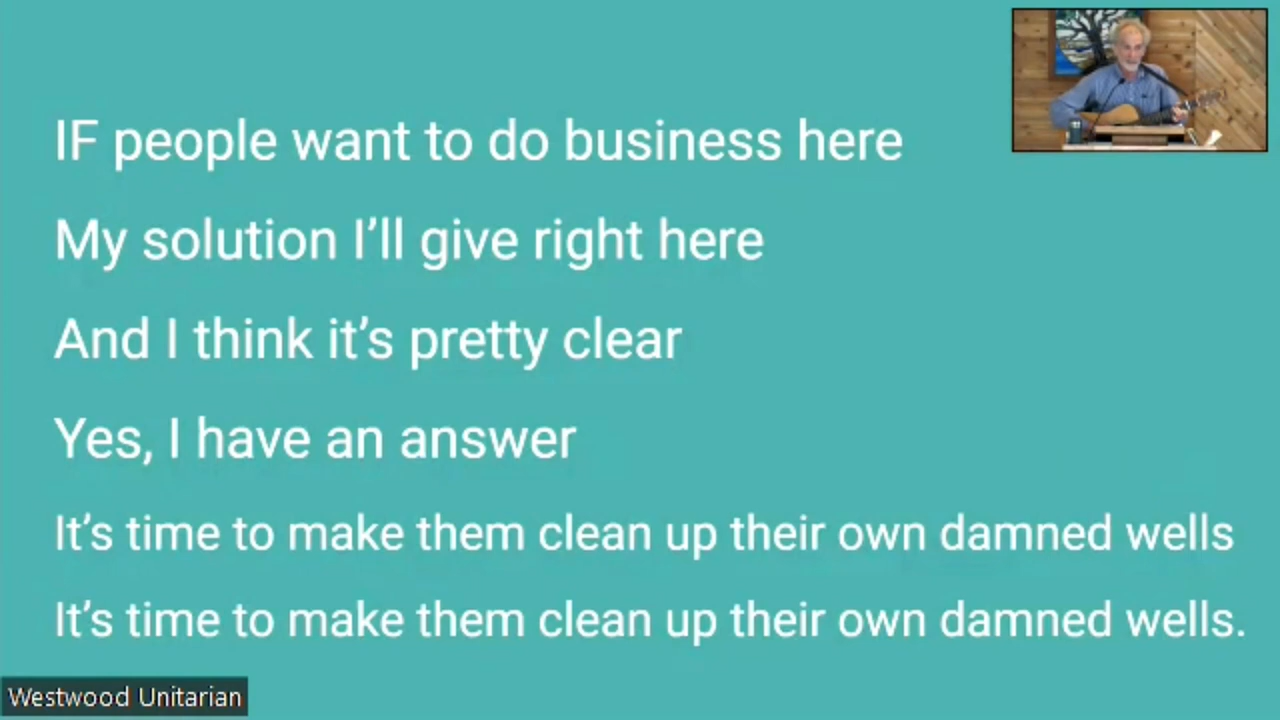 IF people want to do business here
My solution I’ll give right here
And I think it’s pretty clear
Yes, I have an answer
It’s time to make them clean up their own damned wells
It’s time to make them clean up their own damned wells.
Westwood Unitarian